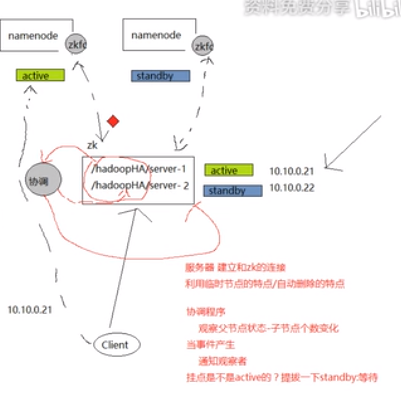 资料免费分享 bilibili
namenode
zkfc
namenode
zkfc
active
standby
zk
/hadoopHA/server-1
/hadoopHA/server- 2
active
10.10.0.21
standby
10.10.0.22
协调
服务器 建立和zk的连接
利用临时节点的特点/自动删除的特点
10.10.0.21
协调程序
观察父节点状态-子节点个数变化
当事件产生
通知观察者
Client
挂点是不是active的？提拔一下standby:等待